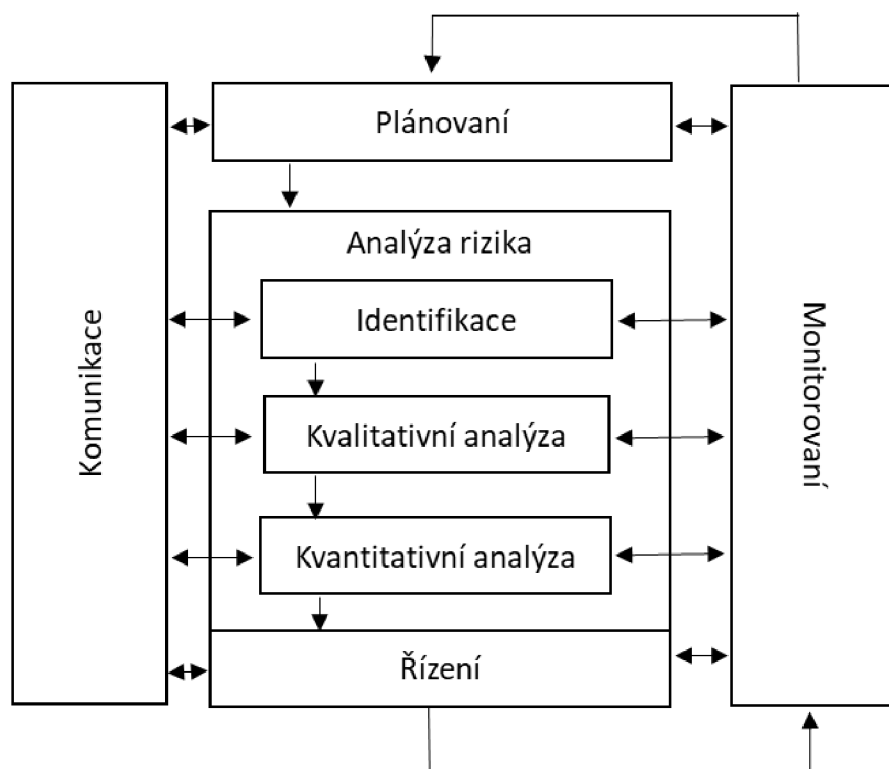 Plánovaní
Analýza rizika
Identifikace
Kvalitativní analýza
Kvantitativní analýza
Řízení
Komunikace
Monitorovaní